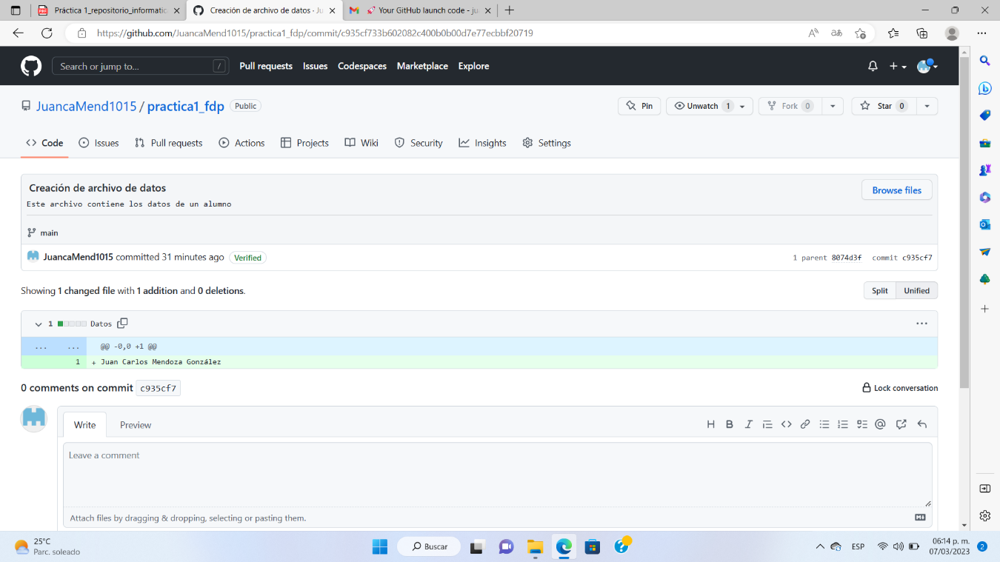 Práctica 1_repositorio_informatic
Creación de archivo de datos · Ju
Your GitHub launch code - ju
https://github.com/JuancaMend1015/practica1_fdp/commit/c935cf733b602082c400b0b00d7e77ecbbf20719
Search or jump to... /
Pull requests Issues Codespaces Marketplace Explore
JuancaMend1015 / practica1_fdp Public
Pin Unwatch 1 Fork 0 Star 0
Code Issues Pull requests Actions Projects Wiki Security Insights Settings
Creación de archivo de datos
Browse files
Este archivo contiene los datos de un alumno
main
JuancaMend1015 committed 31 minutes ago Verified
1 parent 8074d3f commit c935cf7
Showing 1 changed file with 1 addition and 0 deletions.
Split Unified
1 Datos
... ... @@ -0,0 +1 @@
1 + Juan Carlos Mendoza González
0 comments on commit c935cf7
Lock conversation
Write Preview
Leave a comment
Attach files by dragging & dropping, selecting or pasting them.
25°C
Parc. soleado
Buscar
ESP
06:14 p. m.
07/03/2023
2